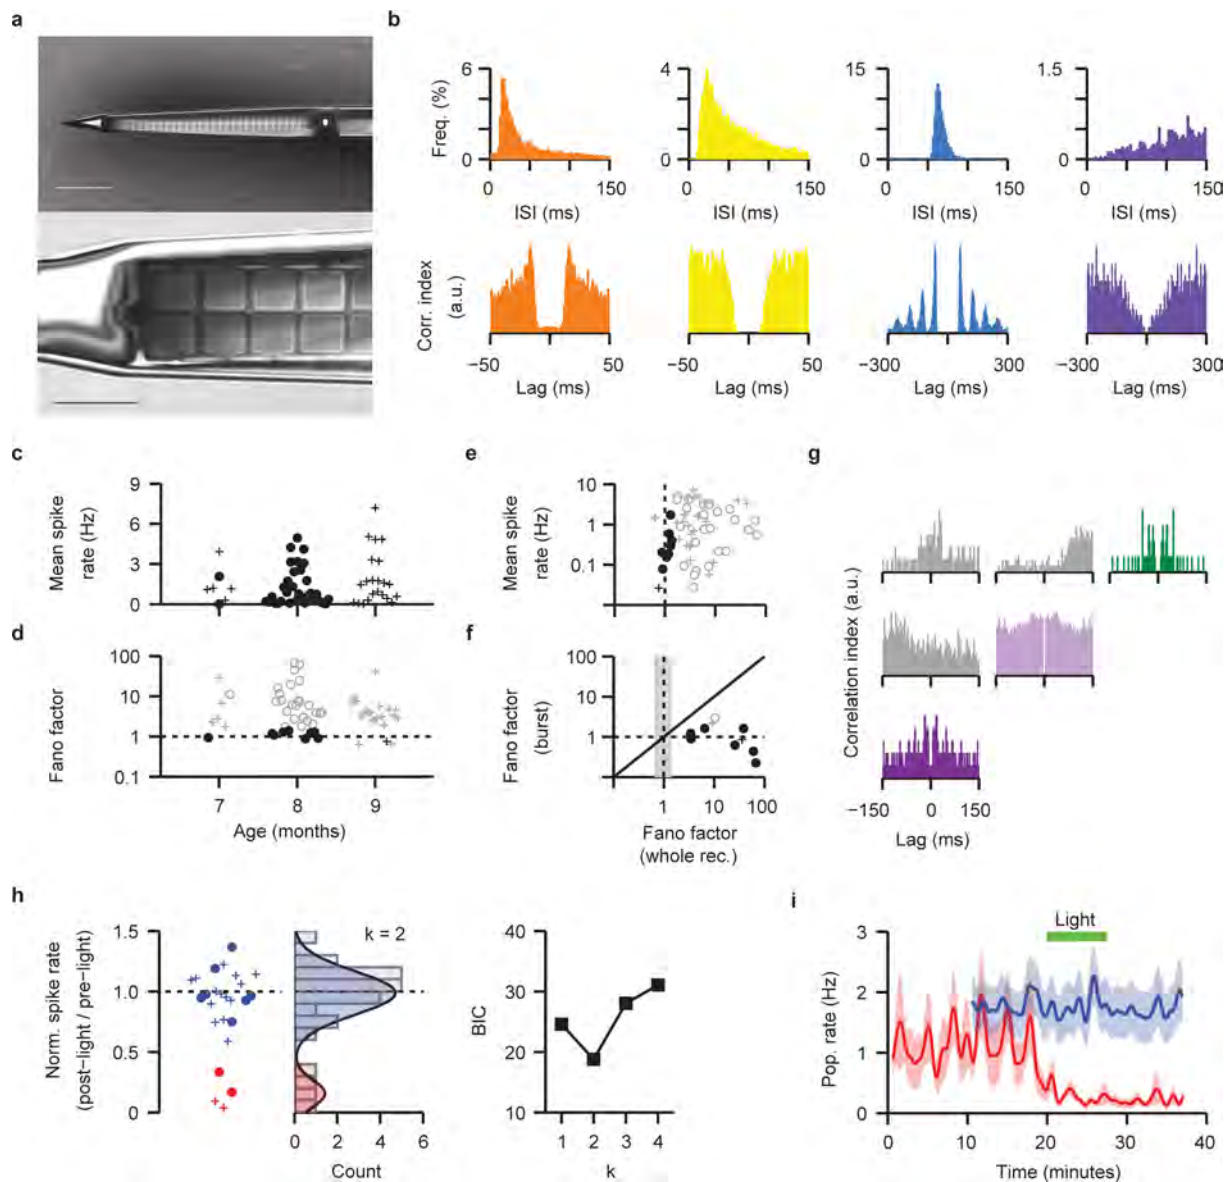 a
b
6
0
Freq. (%)
0
150
ISI (ms)
4
0
0
150
ISI (ms)
15
0
0
150
ISI (ms)
1.5
0
0
150
ISI (ms)
Corr. index
(a.u.)
−50
50
Lag (ms)
−50
50
Lag (ms)
−300
300
Lag (ms)
−300
300
Lag (ms)
c
Mean spike
rate (Hz)
9
6
3
0
d
Fano factor
100
10
1
0.1
7
8
9
Age (months)
e
Mean spike
rate (Hz)
10
1
0.1
f
Fano factor
(burst)
100
10
1
0.1
1
10
100
Fano factor
(whole rec.)
g
Correlation index (a.u.)
−150
0
150
Lag (ms)
h
Norm. spike rate
(post−light / pre−light)
1.5
1.0
0.5
0
k = 2
0
2
4
6
Count
BIC
40
30
20
10
1
2
3
4
k
i
Light
Pop. rate (Hz)
3
2
1
0
0
10
20
30
40
Time (minutes)